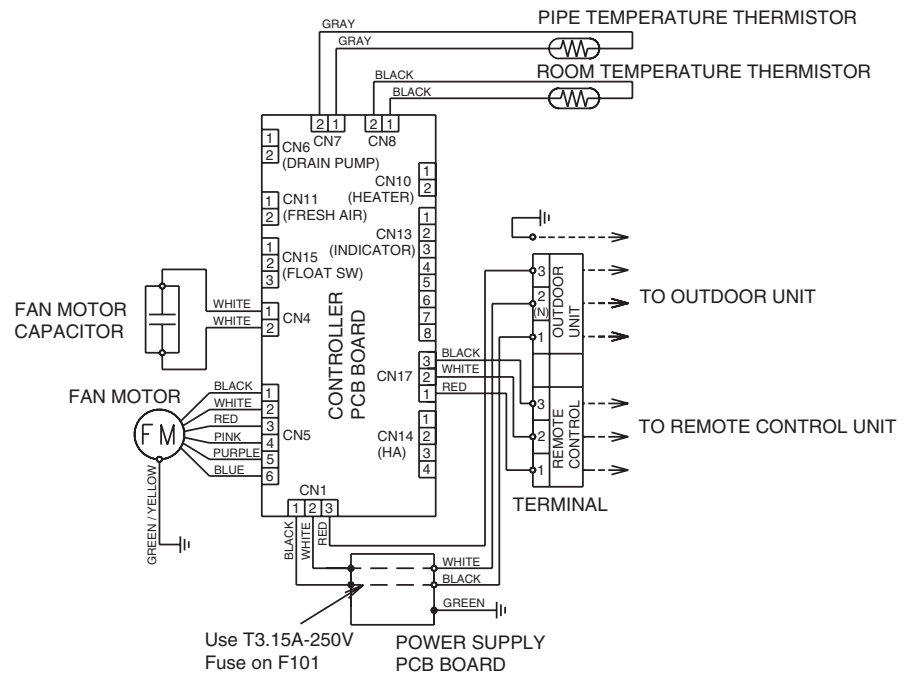 PIPE TEMPERATURE THERMISTOR
GRAY
GRAY
ROOM TEMPERATURE THERMISTOR
BLACK
BLACK
2 1
CN7
2 1
CN8
1
2
CN6
(DRAIN PUMP)
1
2
CN10
(HEATER)
1
2
CN11
(FRESH AIR)
1
2
3
4
5
6
7
8
CN13
(INDICATOR)
1
2
3
CN15
(FLOAT SW)
CONTROLLER
PCB BOARD
FAN MOTOR
CAPACITOR
WHITE
WHITE
1
2
CN4
3
2
1
CN17
BLACK
WHITE
RED
FAN MOTOR
FM
BLACK
WHITE
RED
PINK
PURPLE
BLUE
1
2
3
4
5
6
CN5
GREEN / YELLOW
1
2
3
4
CN14
(HA)
3
2
(N)
1
OUTDOOR
UNIT
TO OUTDOOR UNIT
3
2
1
REMOTE
CONTROL
TO REMOTE CONTROL UNIT
TERMINAL
CN1
1 2 3
BLACK
WHITE
RED
WHITE
BLACK
GREEN
Use T3.15A-250V
Fuse on F101
POWER SUPPLY
PCB BOARD